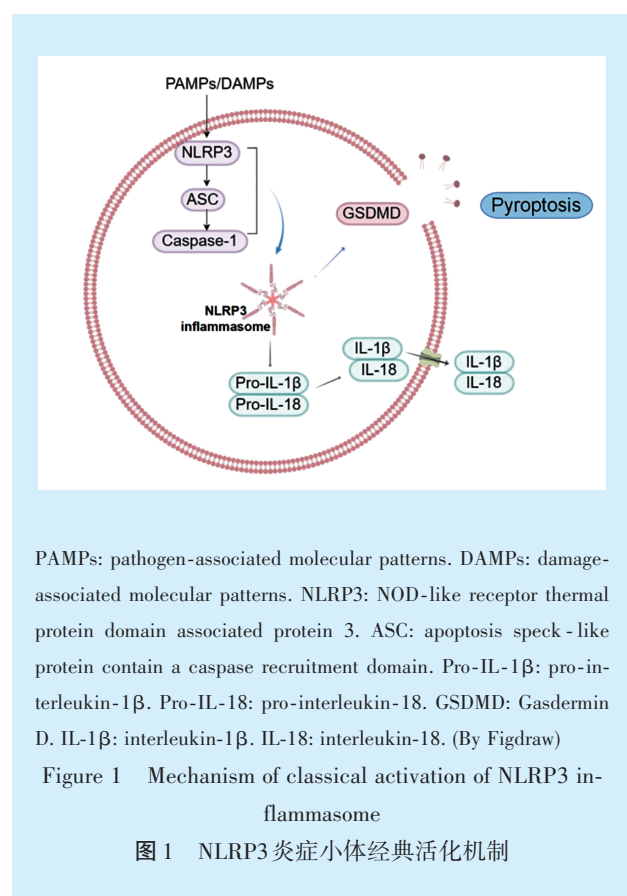 PAMPs/DAMPs
NLRP3
ASC
Caspase-1
GSDMD
Pyroptosis
NLRP3
inflammasome
Pro-IL-1β
Pro-IL-18
IL-1β
IL-18
IL-1β
IL-18
PAMPs: pathogen-associated molecular patterns. DAMPs: damage-
associated molecular patterns. NLRP3: NOD-like receptor thermal
protein domain associated protein 3. ASC: apoptosis speck-like
protein contain a caspase recruitment domain. Pro-IL-1β: pro-in-
terleukin-1β. Pro-IL-18: pro-interleukin-18. GSDMD: Gasdermin
D. IL-1β: interleukin-1β. IL-18: interleukin-18. (By Figdraw)
Figure 1 Mechanism of classical activation of NLRP3 in-
flammasome
图1 NLRP3炎症小体经典活化机制